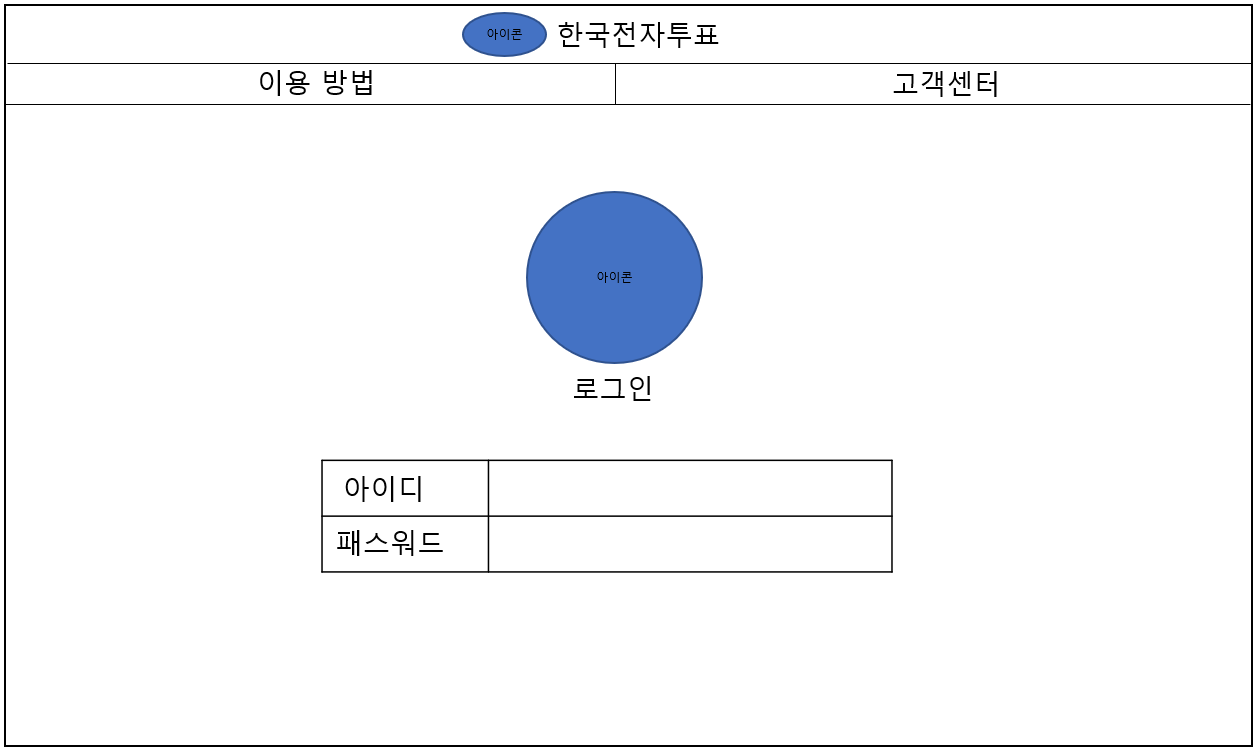 아이콘 한국전자투표
이용 방법 고객센터
아이콘
로그인
아이디
패스워드